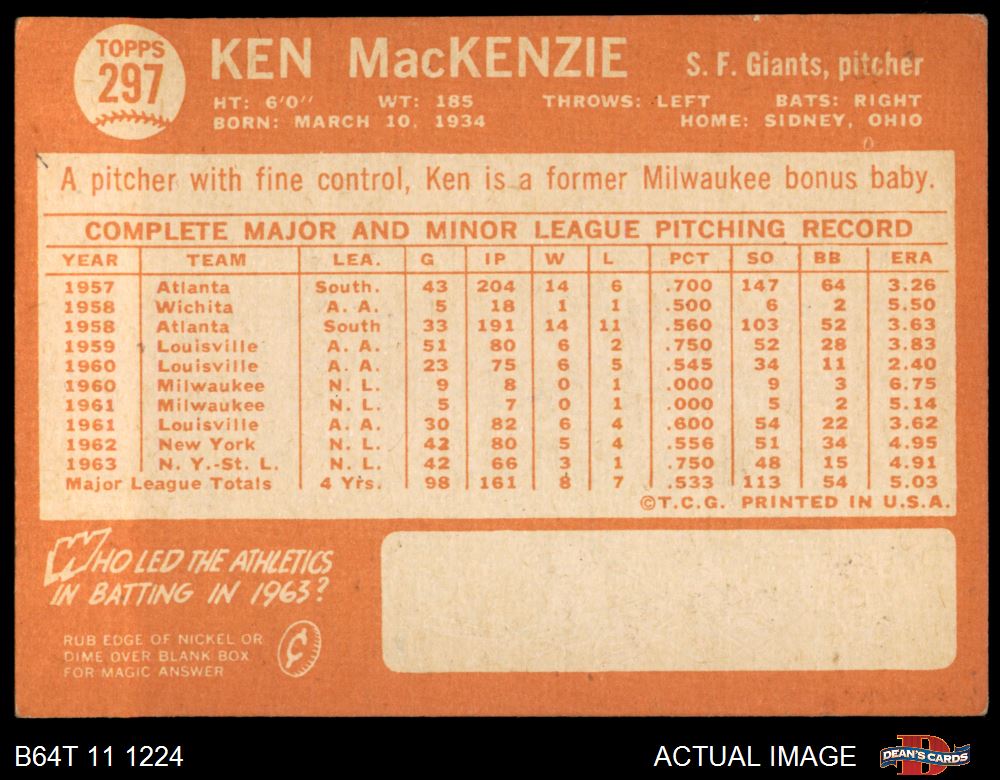 TOPPS
297
KEN MacKENZIE
S. F. Giants, pitcher
HT: 6'0" WT: 185 THROWS: LEFT BATS: RIGHT
BORN: MARCH 10, 1934 HOME: SIDNEY, OHIO
A pitcher with fine control, Ken is a former Milwaukee bonus baby.
COMPLETE MAJOR AND MINOR LEAGUE PITCHING RECORD
YEAR TEAM LEA. G IP W L PCT SO BB ERA
1957 Atlanta South. 43 204 14 6 .700 147 64 3.26
1958 Wichita A. A. 5 18 1 1 .500 6 2 5.50
1958 Atlanta South 33 191 14 11 .560 103 52 3.63
1959 Louisville A. A. 51 80 6 2 .750 52 28 3.83
1960 Louisville A. A. 23 75 6 5 .545 34 11 2.40
1960 Milwaukee N. L. 9 8 0 1 .000 9 3 6.75
1961 Milwaukee N. L. 5 7 0 1 .000 5 2 5.14
1961 Louisville A. A. 30 82 6 4 .600 54 22 3.62
1962 New York N. L. 42 80 5 4 .556 51 34 4.95
1963 N. Y.-St. L. N. L. 42 66 3 1 .750 48 15 4.91
Major League Totals 4 Yrs. 98 161 8 7 .533 113 54 5.03
©T.C.G. PRINTED IN U.S.A.
WHO LED THE ATHLETICS
IN BATTING IN 1963?
RUB EDGE OF NICKEL OR
DIME OVER BLANK BOX
FOR MAGIC ANSWER
¢
B64T 11 1224
ACTUAL IMAGE
D
DEAN'S CARDS